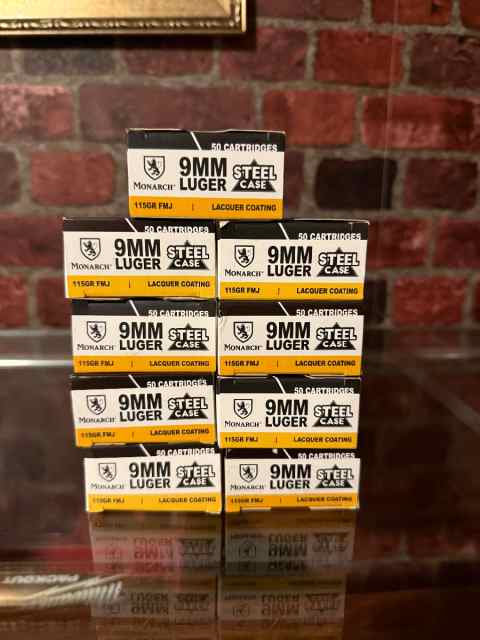 50 CARTRIDGES
MONARCH
9MM
LUGER
STEEL
CASE
115GR FMJ | LACQUER COATING
50 CARTRIDGES
MONARCH
9MM
LUGER
STEEL
CASE
115GR FMJ | LACQUER COATING
50 CARTRIDGES
MONARCH
9MM
LUGER
STEEL
CASE
115GR FMJ | LACQUER COATING
50 CARTRIDGES
MONARCH
9MM
LUGER
STEEL
CASE
115GR FMJ | LACQUER COATING
50 CARTRIDGES
MONARCH
9MM
LUGER
STEEL
CASE
115GR FMJ | LACQUER COATING
50 CARTRIDGES
MONARCH
9MM
LUGER
STEEL
CASE
115GR FMJ | LACQUER COATING
50 CARTRIDGES
MONARCH
9MM
LUGER
STEEL
CASE
115GR FMJ | LACQUER COATING
50 CARTRIDGES
MONARCH
9MM
LUGER
STEEL
CASE
115GR FMJ | LACQUER COATING
50 CARTRIDGES
MONARCH
9MM
LUGER
STEEL
CASE
115GR FMJ | LACQUER COATING
PACKOUT